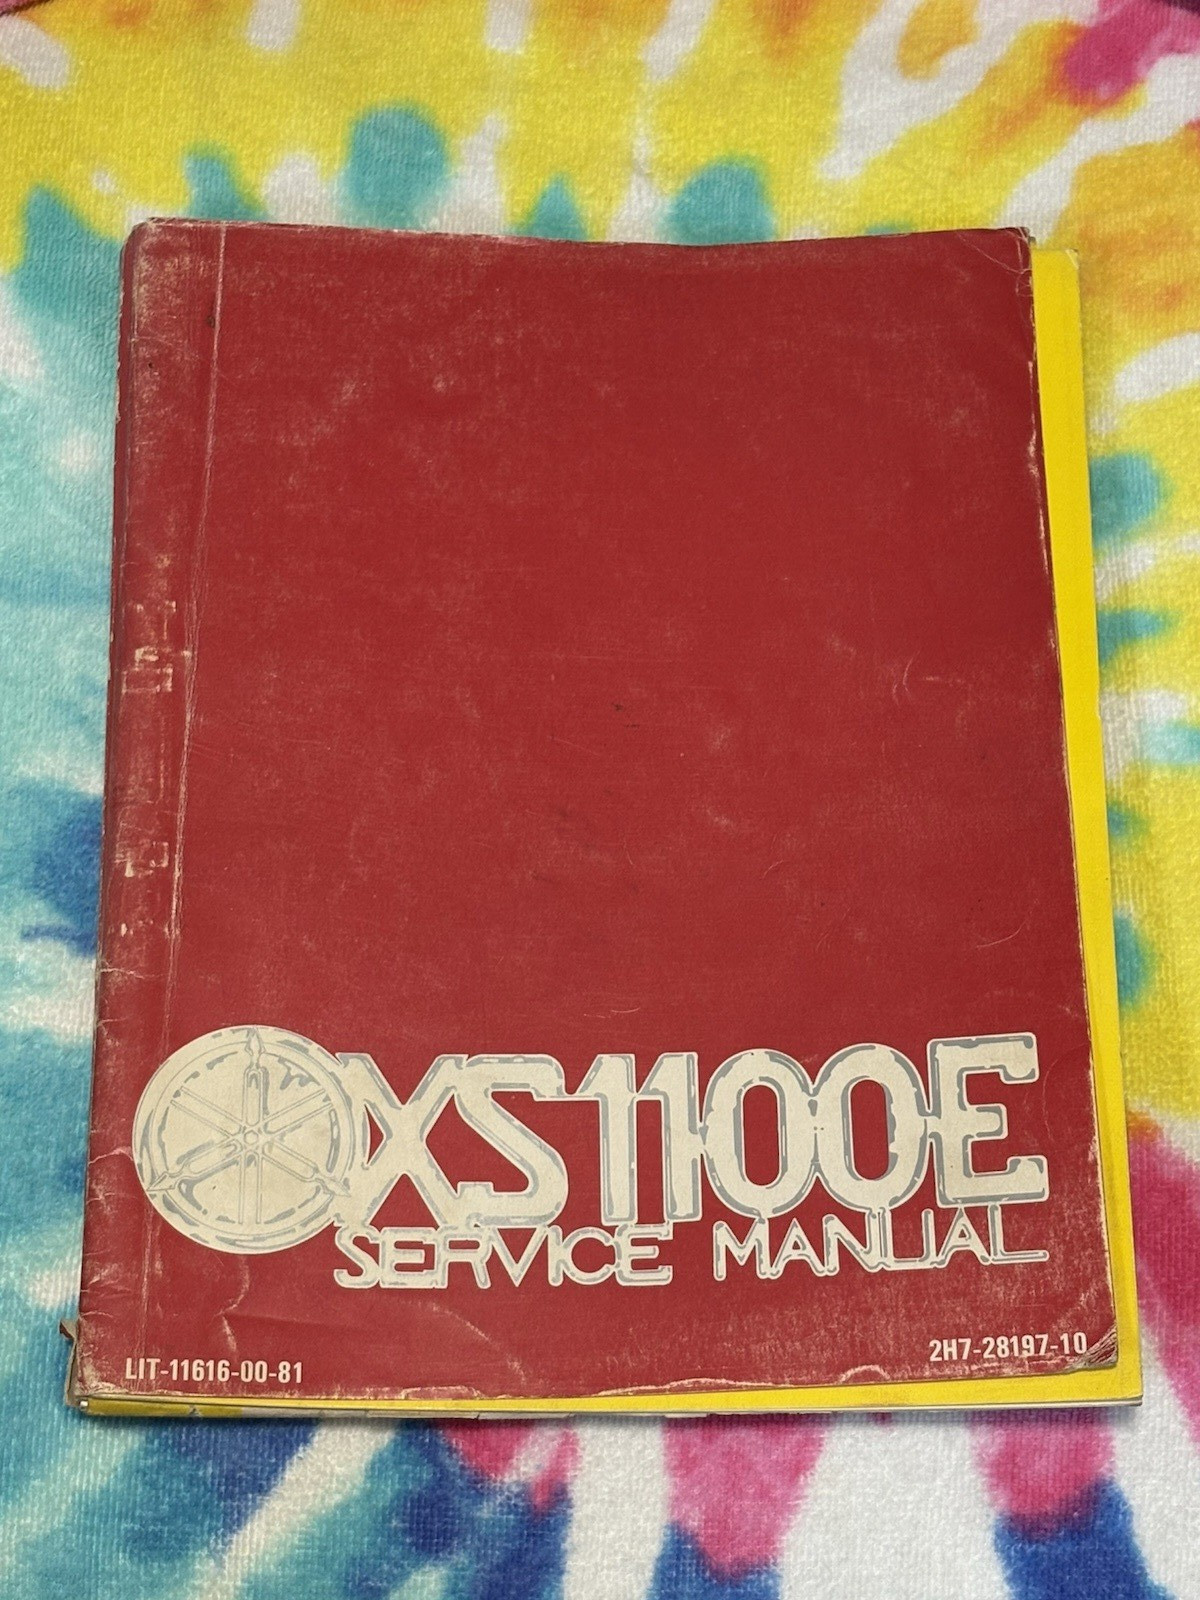 XS1100E
SERVICE MANUAL
LIT-11616-00-81
2H7-28197-10